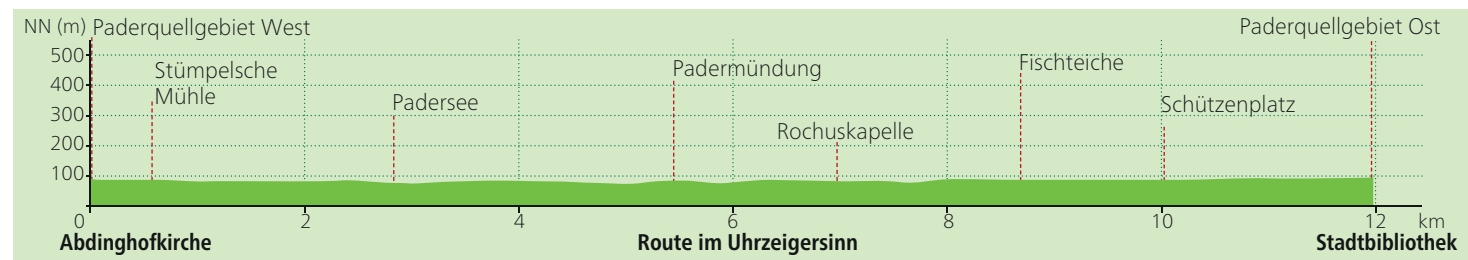 NN (m) Paderquellgebiet West
Paderquellgebiet Ost
500
400
300
200
100
Stümpelsche
Mühle
Padersee
Padermündung
Rochuskapelle
Fischteiche
Schützenplatz
0 2 4 6 8 10 12 km
Abdinghofkirche Route im Uhrzeigersinn Stadtbibliothek